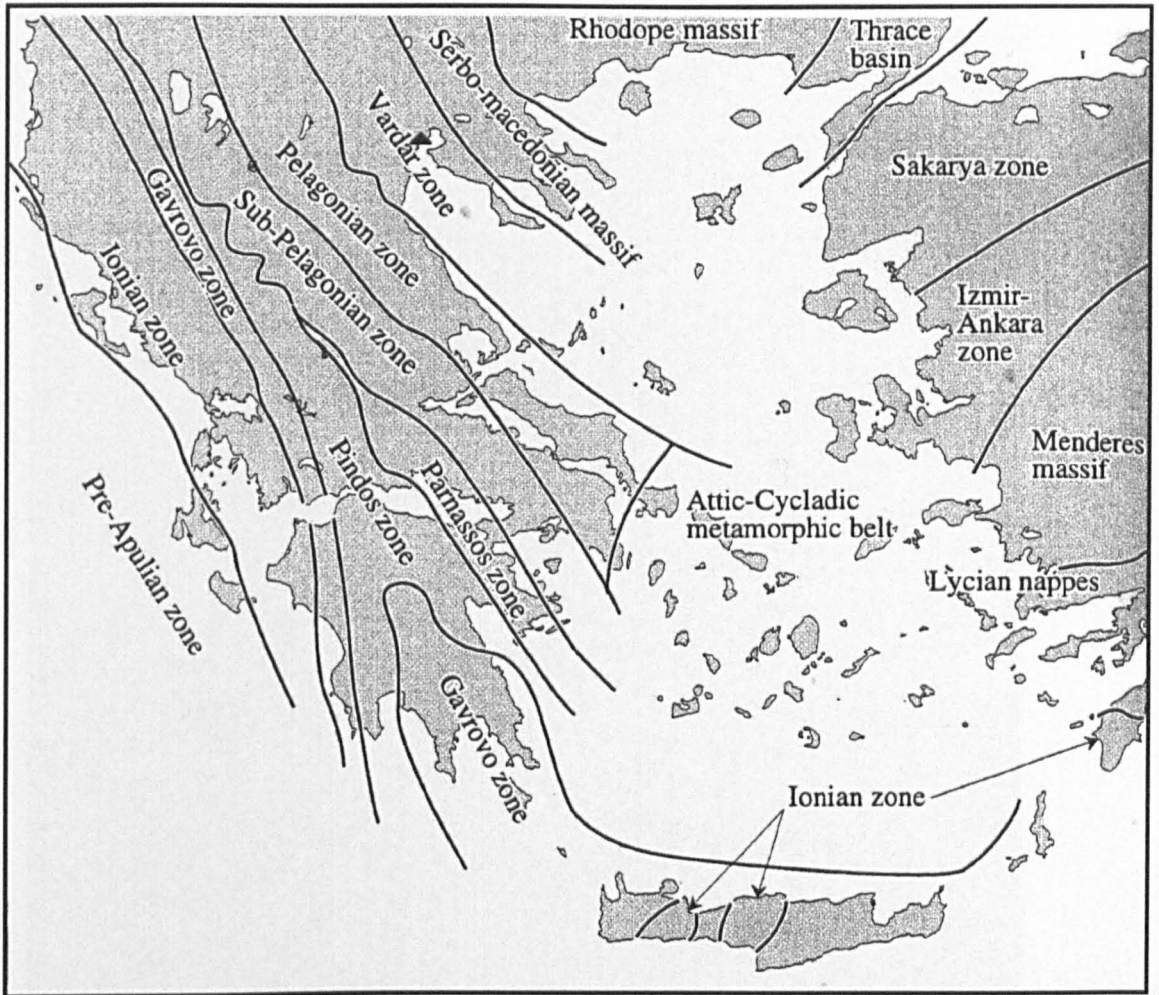 Rhodope massif
Thrace
basin
Serbo-macedonian massif
Vardar zone
Sakarya zone
Pelagonian zone
Gavrovo zone
Sub-Pelagonian zone
Ionian zone
Izmir-
Ankara
zone
Menderes
massif
Pindos zone
Parnassos zone
Pre-Apulian zone
Attic-Cycladic
metamorphic belt
Lycian nappes
Gavrovo zone
Ionian zone